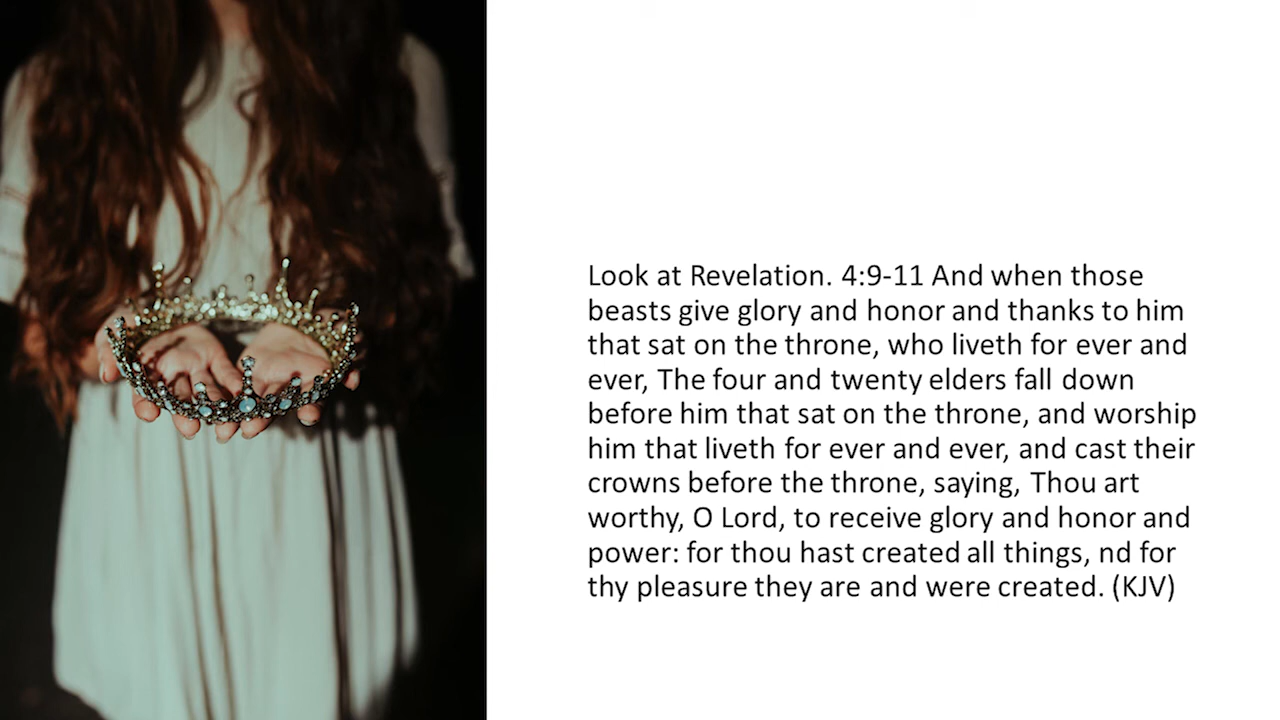 Look at Revelation. 4:9-11 And when those
beasts give glory and honor and thanks to him
that sat on the throne, who liveth for ever and
ever, The four and twenty elders fall down
before him that sat on the throne, and worship
him that liveth for ever and ever, and cast their
crowns before the throne, saying, Thou art
worthy, O Lord, to receive glory and honor and
power: for thou hast created all things, nd for
thy pleasure they are and were created. (KJV)